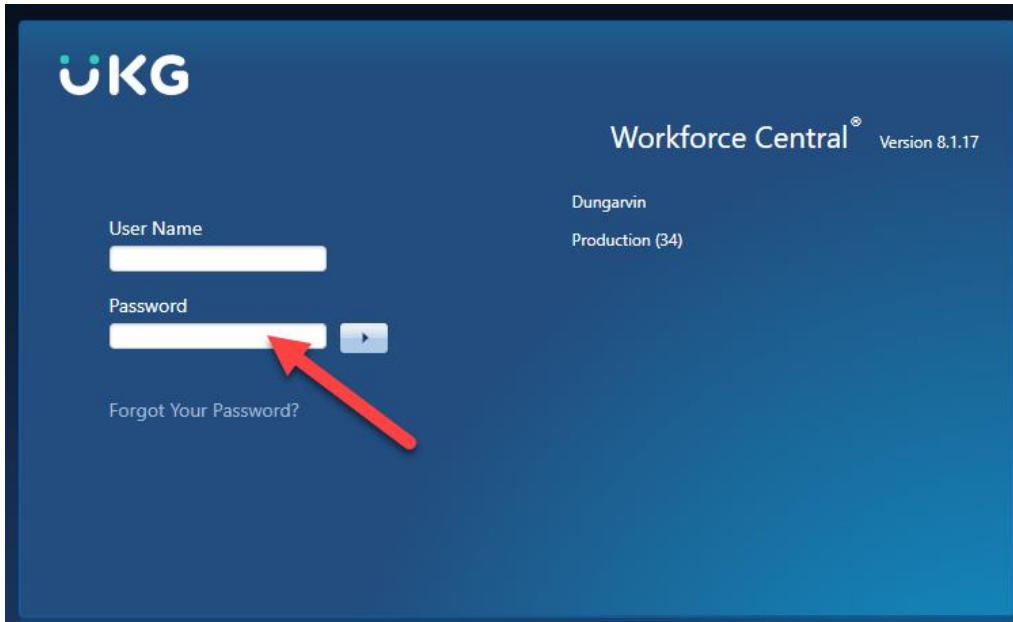 UKG
Workforce Central® Version 8.1.17
Dungarvin
Production (34)
User Name
Password
Forgot Your Password?